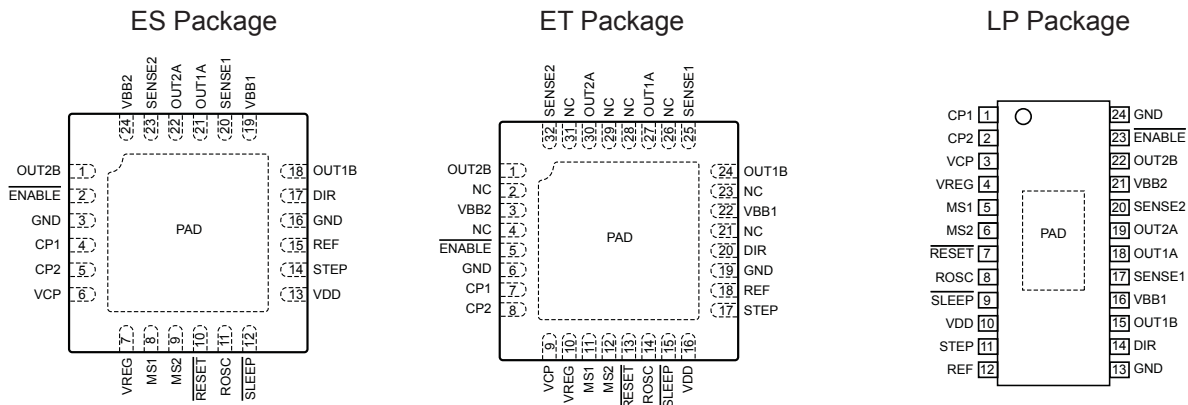 ES Package
ET Package
LP Package
VBB2
SENSE2
OUT2A
OUT1A
SENSE1
VBB1
24
23
22
21
20
19
OUT2B 1
ENABLE 2
GND 3
CP1 4
CP2 5
VCP 6
PAD
18 OUT1B
17 DIR
16 GND
15 REF
14 STEP
13 VDD
7
8
9
10
11
12
VREG
MS1
MS2
RESET
ROSC
SLEEP
SENSE2
NC
OUT2A
NC
NC
OUT1A
NC
SENSE1
32
31
30
29
28
27
26
25
OUT2B 1
NC 2
VBB2 3
NC 4
ENABLE 5
GND 6
CP1 7
CP2 8
PAD
24 OUT1B
23 NC
22 VBB1
21 NC
20 DIR
19 GND
18 REF
17 STEP
9
10
11
12
13
14
15
16
VCP
VREG
MS1
MS2
RESET
ROSC
SLEEP
VDD
CP1 1
CP2 2
VCP 3
VREG 4
MS1 5
MS2 6
RESET 7
ROSC 8
SLEEP 9
VDD 10
STEP 11
REF 12
PAD
24 GND
23 ENABLE
22 OUT2B
21 VBB2
20 SENSE2
19 OUT2A
18 OUT1A
17 SENSE1
16 VBB1
15 OUT1B
14 DIR
13 GND